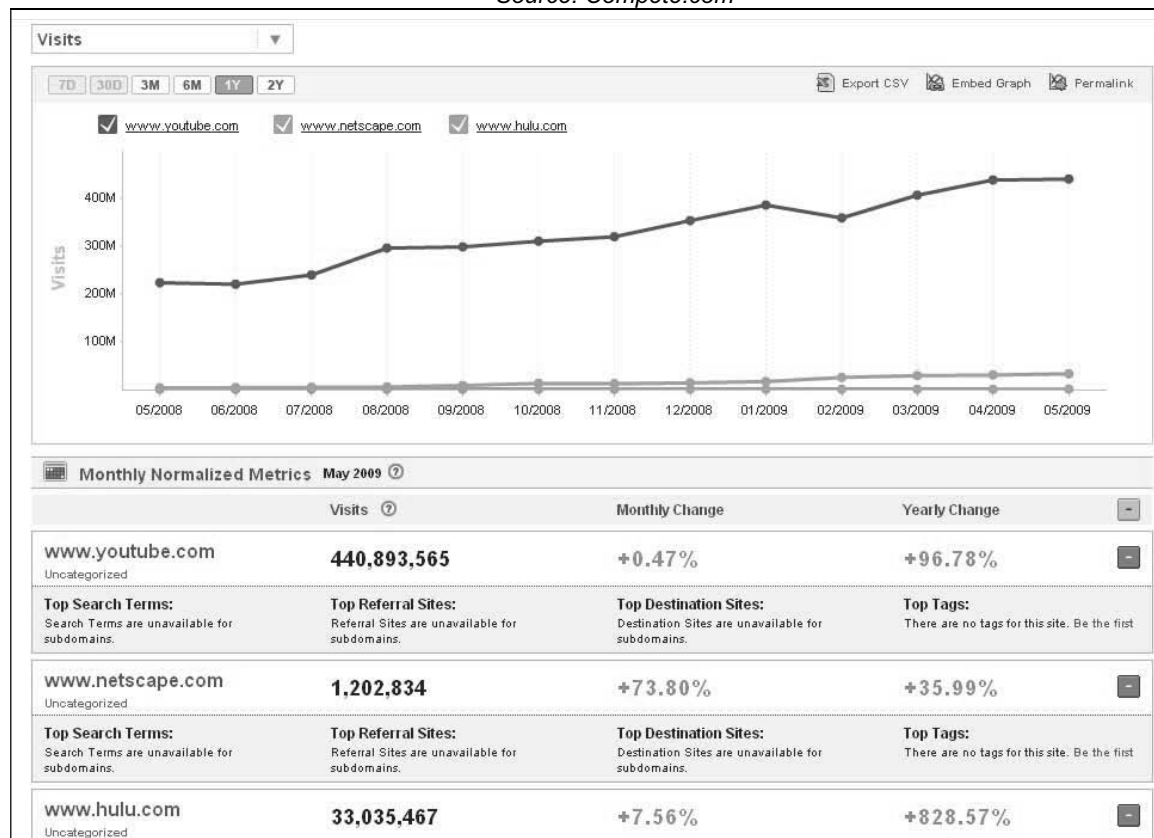 Visits
7D 30D 3M 6M 1Y 2Y Export CSV Embed Graph Permalink
www.youtube.com www.netscape.com www.hulu.com
400M
300M
200M
100M
Visits
05/2008 06/2008 07/2008 08/2008 09/2008 10/2008 11/2008 12/2008 01/2009 02/2009 03/2009 04/2009 05/2009
Monthly Normalized Metrics May 2009 ?
Visits ? Monthly Change Yearly Change -
www.youtube.com 440,893,565 +0.47% +96.78% -
Uncategorized
Top Search Terms: Top Referral Sites: Top Destination Sites: Top Tags:
Search Terms are unavailable for Referral Sites are unavailable for Destination Sites are unavailable for There are no tags for this site. Be the first
subdomains. subdomains. subdomains.
www.netscape.com 1,202,834 +73.80% +35.99% -
Uncategorized
Top Search Terms: Top Referral Sites: Top Destination Sites: Top Tags:
Search Terms are unavailable for Referral Sites are unavailable for Destination Sites are unavailable for There are no tags for this site. Be the first
subdomains. subdomains. subdomains.
www.hulu.com 33,035,467 +7.56% +828.57% -
Uncategorized